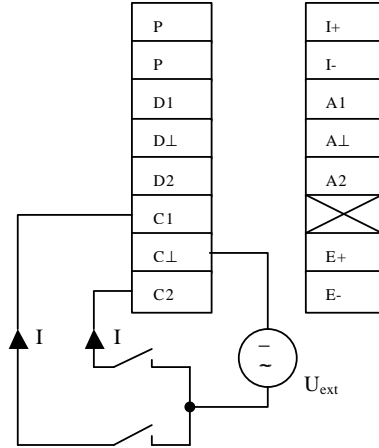 P
P
D1
D⊥
D2
C1
C⊥
C2
I+
I-
A1
A⊥
A2
E+
E-
I
I
–
~
Uext